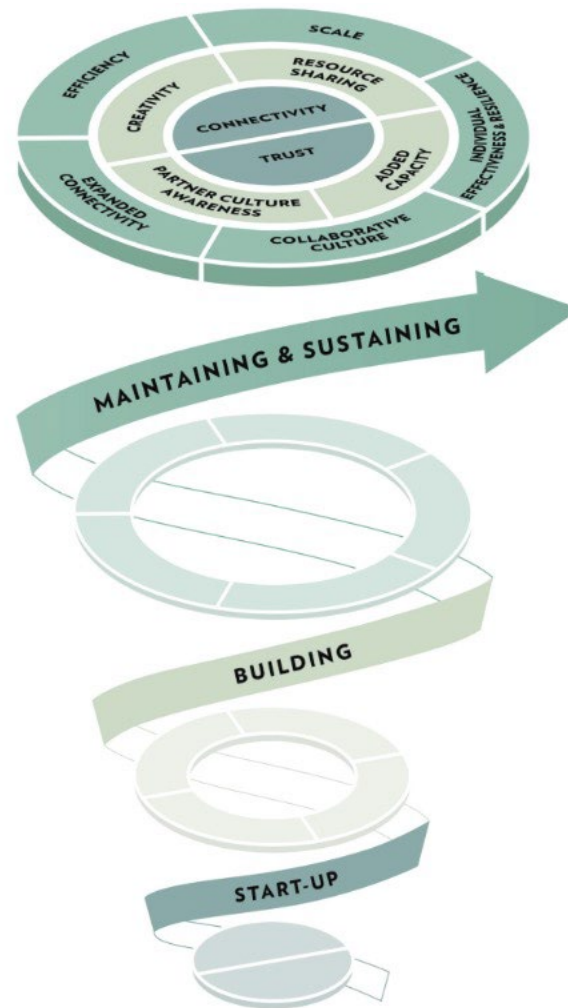 EFFICIENCY
SCALE
INDIVIDUAL
EFFECTIVENESS & RESILIENCE
CREATIVITY
RESOURCE
SHARING
CONNECTIVITY
TRUST
ADDED
CAPACITY
PARTNER CULTURE
AWARENESS
EXPANDED
CONNECTIVITY
COLLABORATIVE
CULTURE
MAINTAINING & SUSTAINING
BUILDING
START-UP